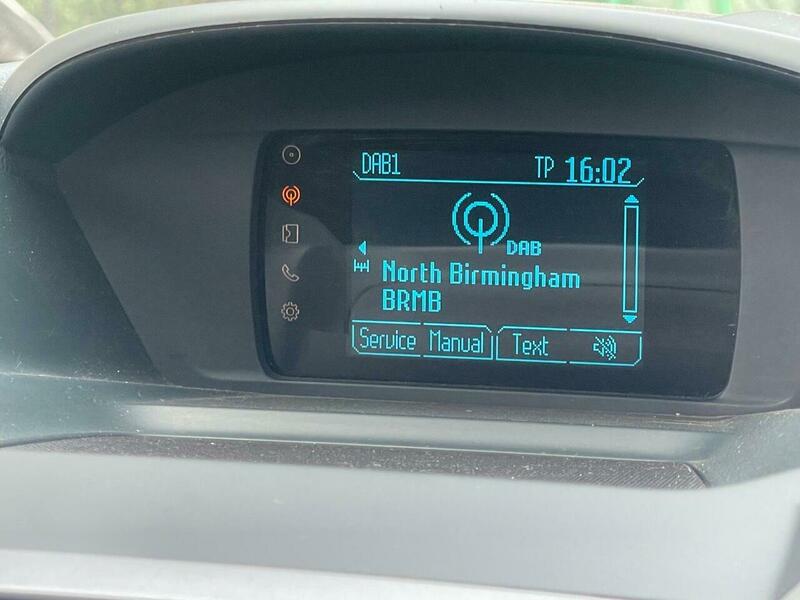 DAB1 TP 16:02
DAB
North Birmingham
BRMB
Service Manual Text